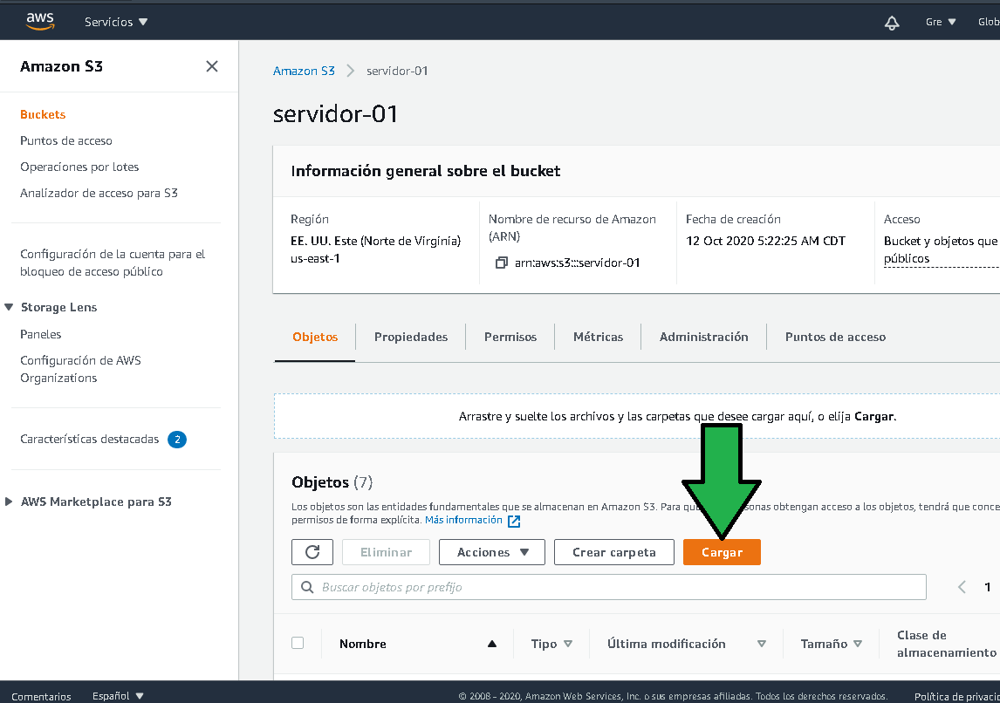 aws Servicios Gre Glob
Amazon S3
Buckets
Puntos de acceso
Operaciones por lotes
Analizador de acceso para S3
Configuración de la cuenta para el
bloqueo de acceso público
Storage Lens
Paneles
Configuración de AWS
Organizations
Características destacadas 2
AWS Marketplace para S3
Amazon S3 servidor-01
servidor-01
Información general sobre el bucket
Región
EE. UU. Este (Norte de Virginia)
us-east-1
Nombre de recurso de Amazon
(ARN)
arn:aws:s3:::servidor-01
Fecha de creación
12 Oct 2020 5:22:25 AM CDT
Acceso
Bucket y objetos que
públicos
Objetos Propiedades Permisos Métricas Administración Puntos de acceso
Arrastre y suelte los archivos y las carpetas que desee cargar aquí, o elija Cargar.
Objetos (7)
Los objetos son las entidades fundamentales que se almacenan en Amazon S3. Para qu onas obtengan acceso a los objetos, tendrá que conce
permisos de forma explícita. Más información
Eliminar Acciones Crear carpeta Cargar
Buscar objetos por prefijo 1
Nombre Tipo Última modificación Tamaño Clase de
almacenamiento
Comentarios Español © 2008 - 2020, Amazon Web Services, Inc. o sus empresas afiliadas. Todos los derechos reservados. Política de privaci